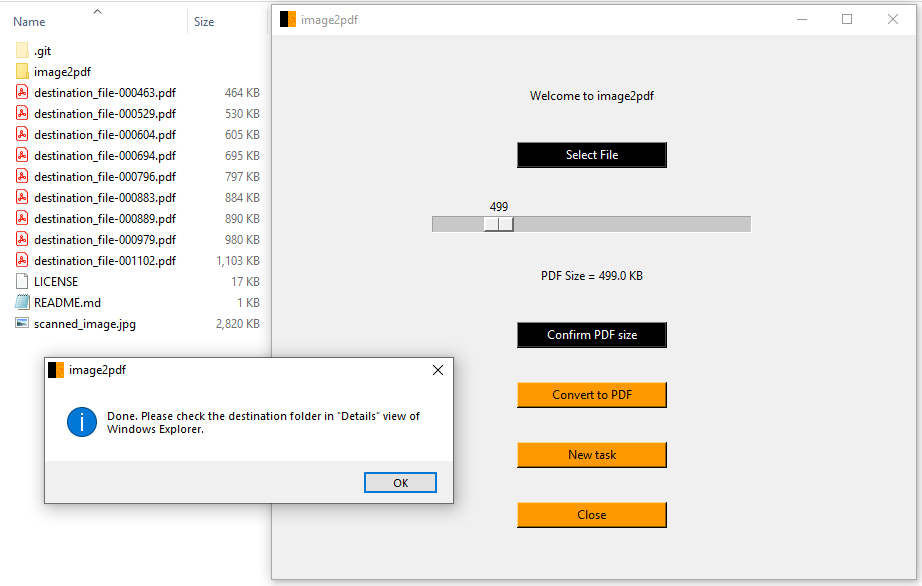 Name Size
.git
image2pdf
destination_file-000463.pdf 464 KB
destination_file-000529.pdf 530 KB
destination_file-000604.pdf 605 KB
destination_file-000694.pdf 695 KB
destination_file-000796.pdf 797 KB
destination_file-000883.pdf 884 KB
destination_file-000889.pdf 890 KB
destination_file-000979.pdf 980 KB
destination_file-001102.pdf 1,103 KB
LICENSE 17 KB
README.md 1 KB
scanned_image.jpg 2,820 KB
image2pdf
Welcome to image2pdf
Select File
499
PDF Size = 499.0 KB
Confirm PDF size
Convert to PDF
New task
Close
image2pdf
Done. Please check the destination folder in "Details" view of
Windows Explorer.
OK